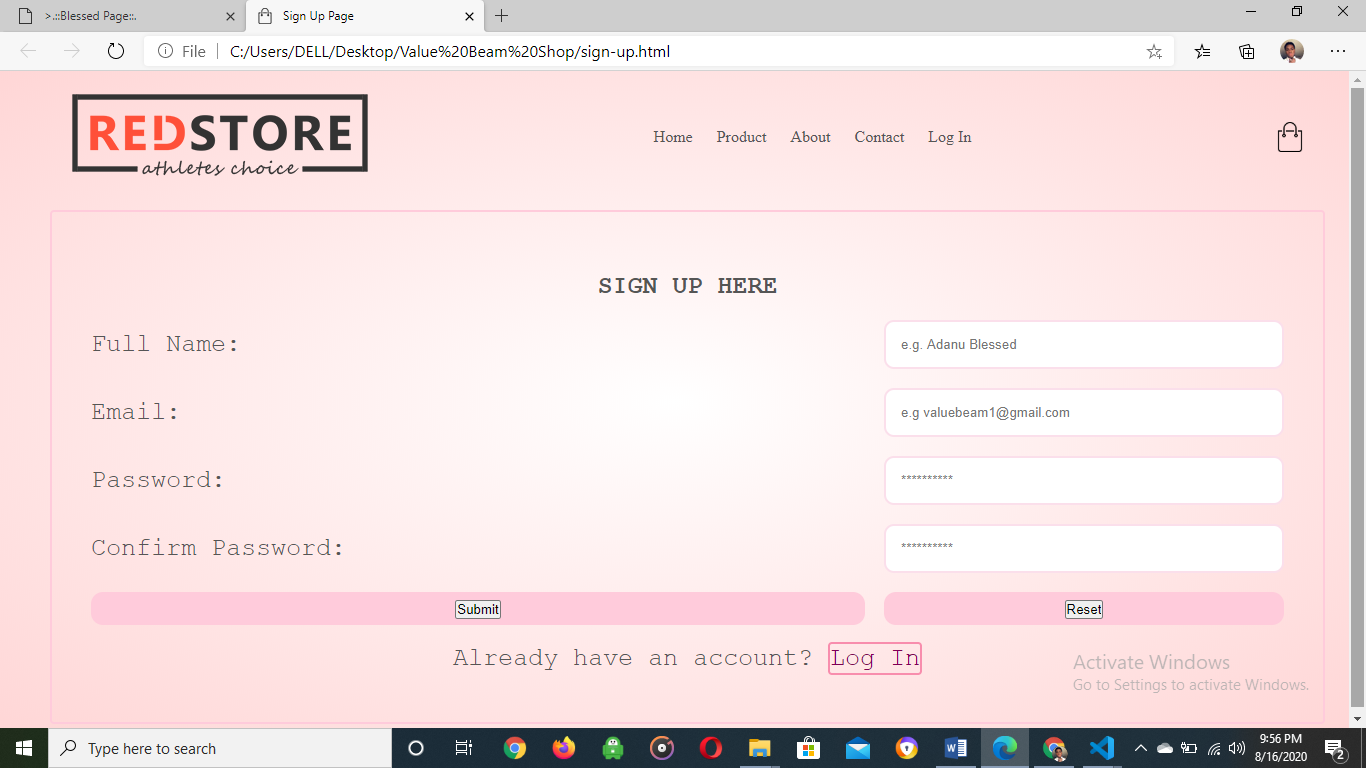 >.::Blessed Page::.
Sign Up Page
File
C:/Users/DELL/Desktop/Value%20Beam%20Shop/sign-up.html
REDSTORE
athletes choice
Home Product About Contact Log In
SIGN UP HERE
Full Name:
e.g. Adanu Blessed
Email:
e.g valuebeam1@gmail.com
Password:
**********
Confirm Password:
**********
Submit Reset
Already have an account? Log In
Activate Windows
Go to Settings to activate Windows.
Type here to search
9:56 PM
8/16/2020
2